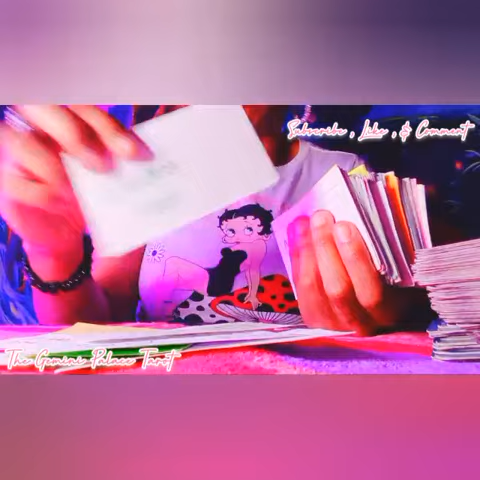 Subscribe , Like , & Comment
The Gemini Palace Tarot